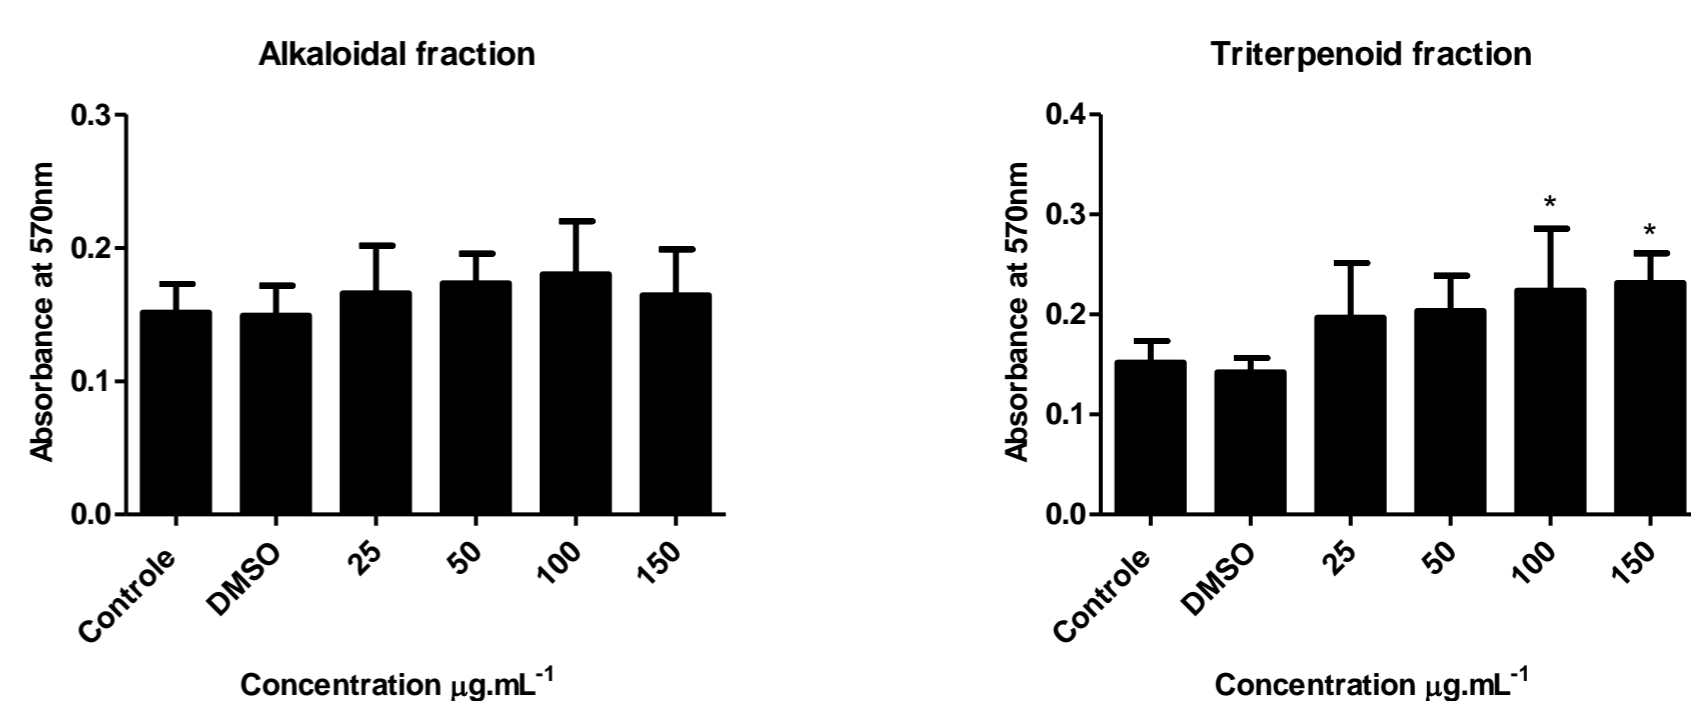 Alkaloidal fraction
Absorbance at 570nm
0.3
0.2
0.1
0.0
Controle
DMSO
25
50
100
150
Concentration μg.mL-1
Triterpenoid fraction
Absorbance at 570nm
0.4
0.3
0.2
0.1
0.0
*
*
Controle
DMSO
25
50
100
150
Concentration μg.mL-1